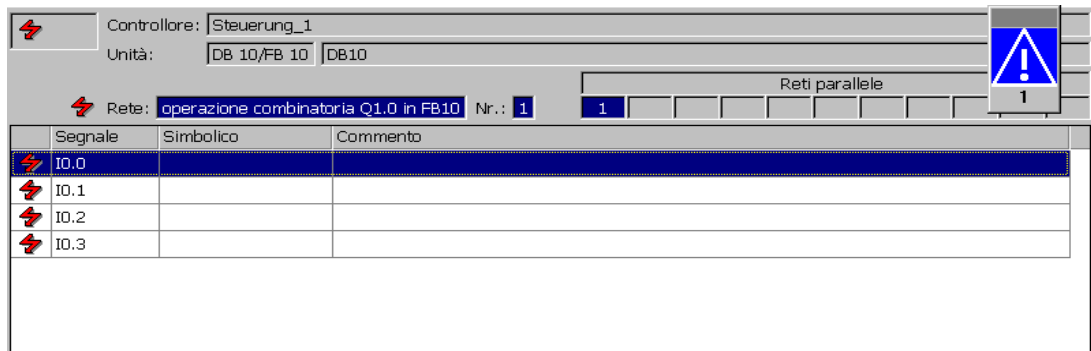 Controllore: Steuerung_1
Unità: DB 10/FB 10 DB10
Reti parallele
1
Rete: operazione combinatoria Q1.0 in FB10 Nr.: 1 1
Segnale Simbolico Commento
I0.0
I0.1
I0.2
I0.3